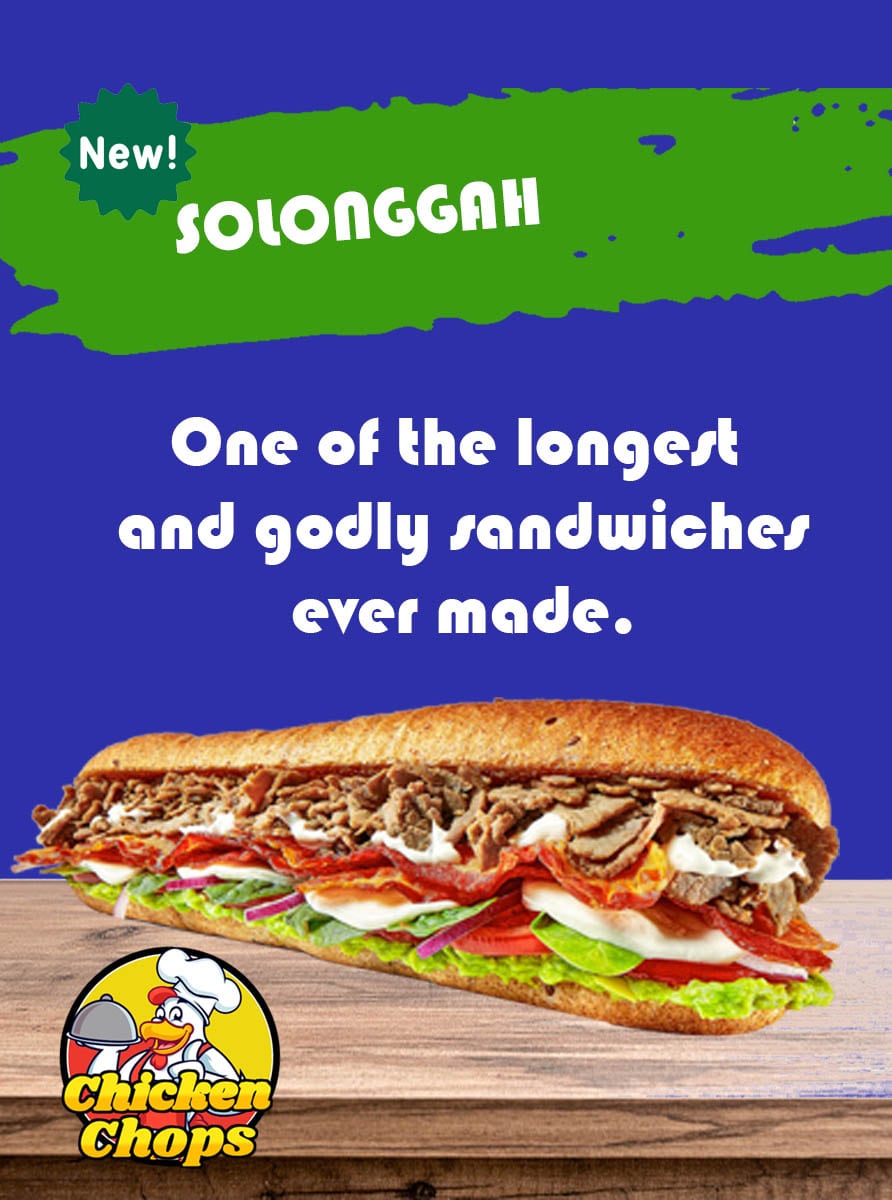 New!
SOLONGGAH
One of the longest
and godly sandwiches
ever made.
Chicken
Chops